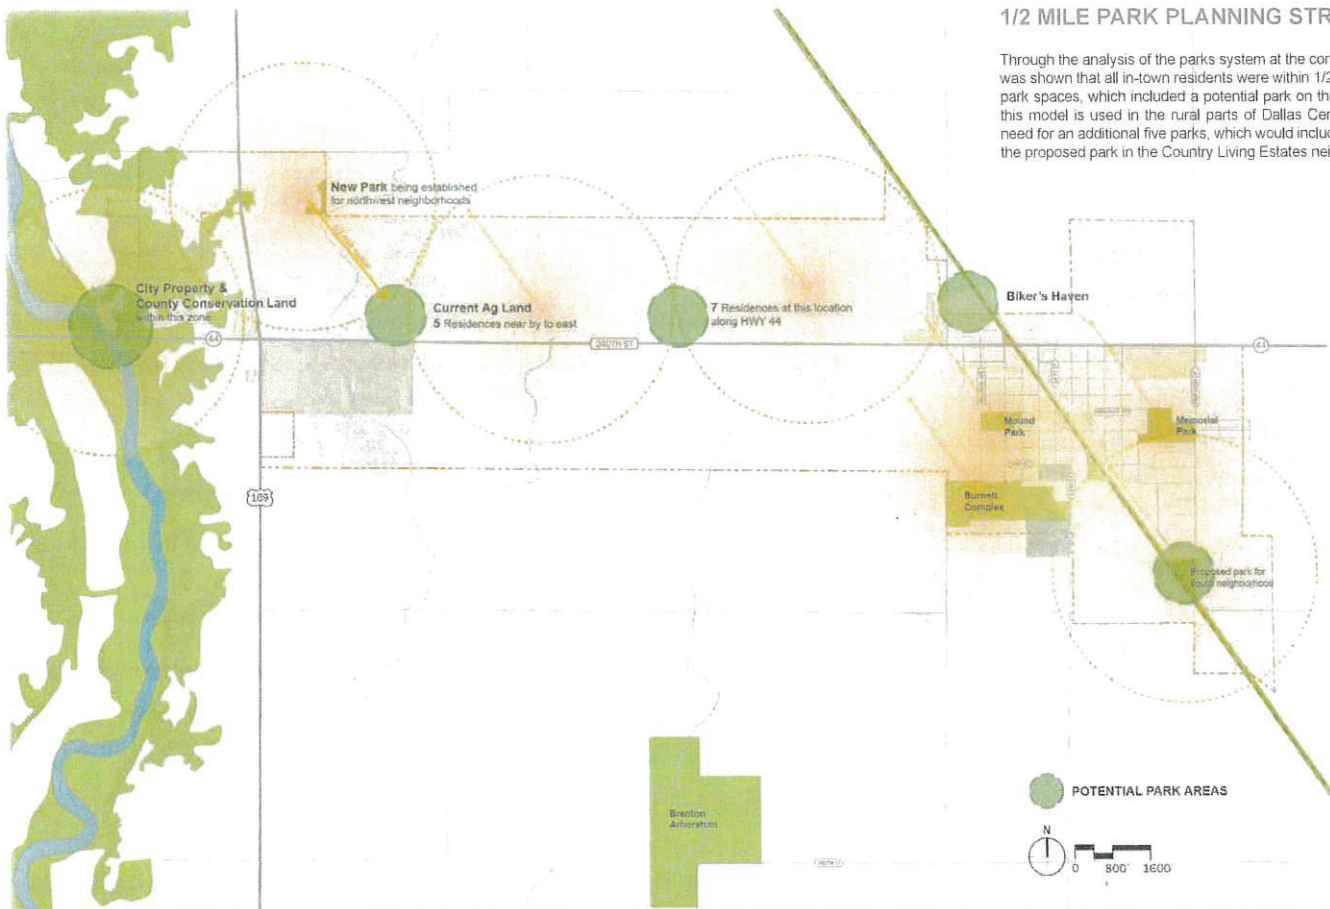 1/2 MILE PARK PLANNING STR
Through the analysis of the parks system at the cor
was shown that all in-town residents were within 1/2
park spaces, which included a potential park on th
this model is used in the rural parts of Dallas Cer
need for an additional five parks, which would includ
the proposed park in the Country Living Estates nei
New Park being established
for northwest neighborhoods
City Property &
County Conservation Land
within this zone
Current Ag Land
5 Residences near by to east
7 Residences at this location
along HWY 44
Biker's Haven
44
240TH ST
44
Mound
Park
Memorial
Park
169
Burnett
Complex
Proposed park for
south neighborhood
POTENTIAL PARK AREAS
Brenton
Arboretum
N
0 800' 1600'